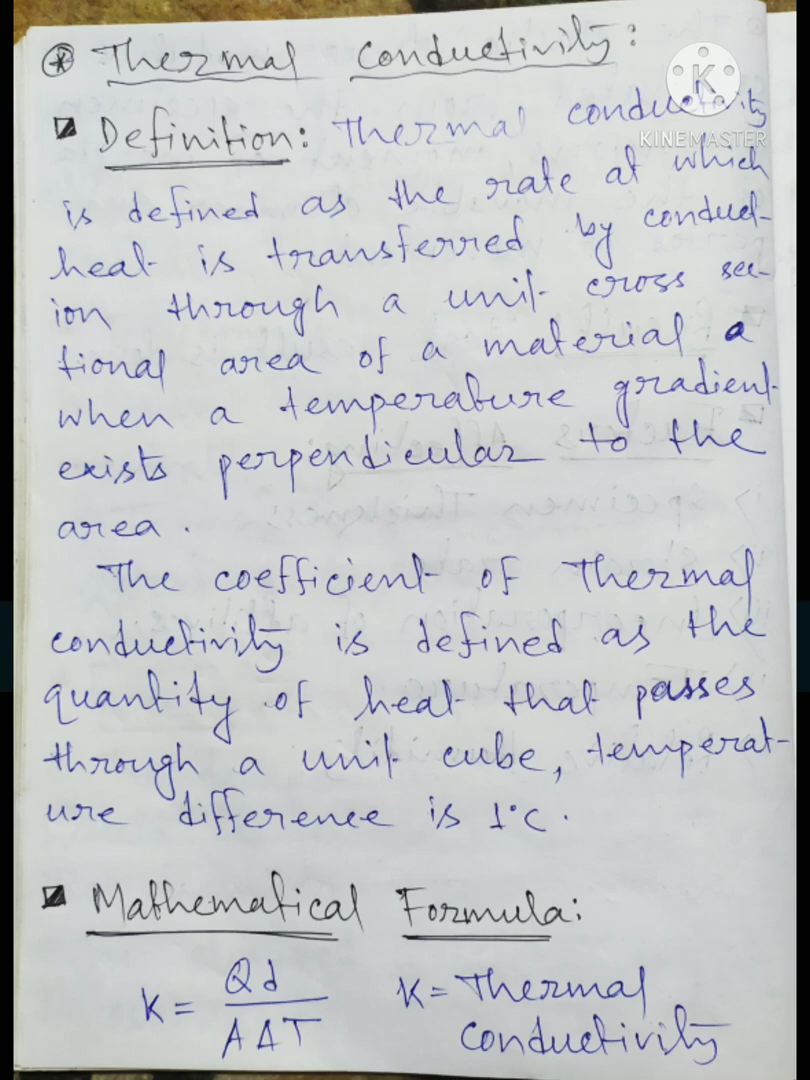 * Thermal Conductivity:
K
KINEMASTER
Definition: Thermal conductivity
is defined as the rate at which
heat is transferred by conduct-
ion through a unit cross sec-
tional area of a material a
when a temperature gradient
exists perpendicular to the
area.
The coefficient of Thermal
conductivity is defined as the
quantity of heat that passes
through a unit cube, temperat-
ure difference is 1°C.
Mathematical Formula:
K = Qd / AΔT K = Thermal
conductivity